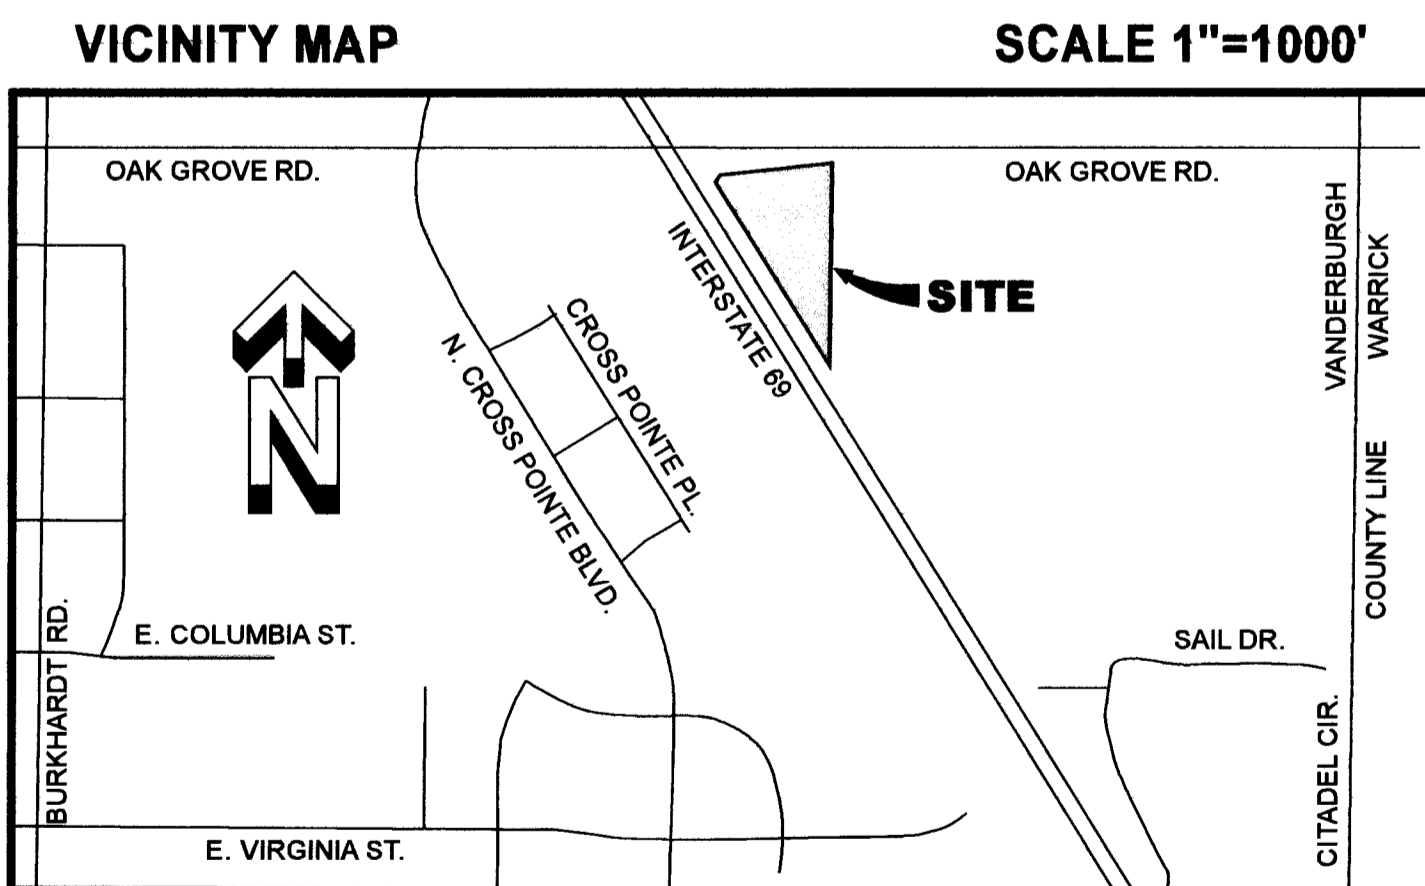 VICINITY MAP
SCALE 1"=1000'
OAK GROVE RD.
OAK GROVE RD.
VANDERBURGH
WARRICK
INTERSTATE 69
SITE
N
CROSS POINTE PL.
N. CROSS POINTE BLVD.
COUNTY LINE
BURKHARDT RD.
E. COLUMBIA ST.
SAIL DR.
CITADEL CIR.
E. VIRGINIA ST.